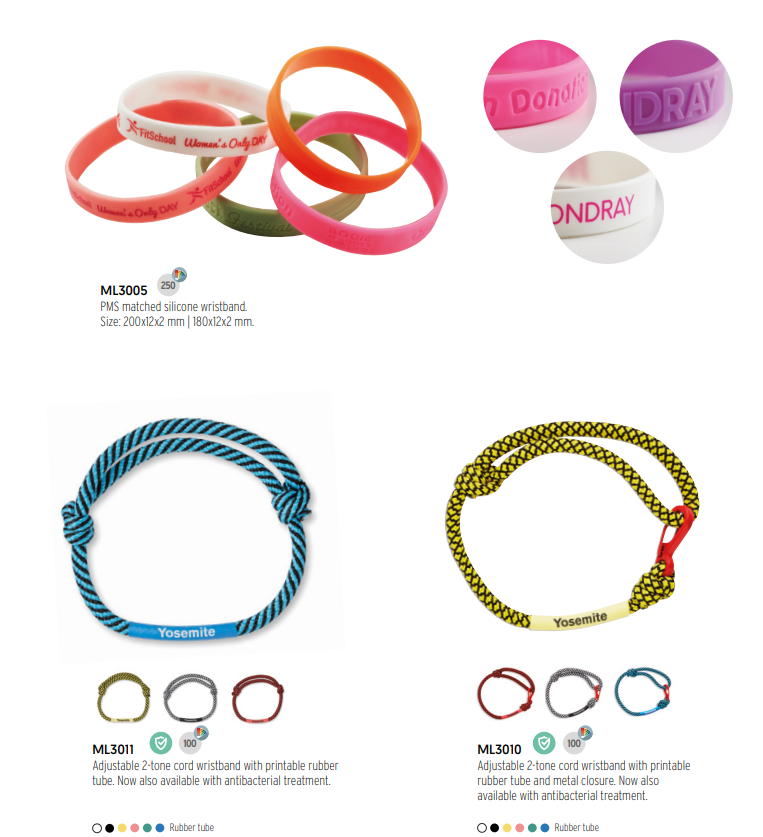 FitSchool Women's Only DAY
FitSchool
Women's Only DAY
Festival
Donatio
NDRAY
ONDRAY
ML3005 250
PMS matched silicone wristband.
Size: 200x12x2 mm | 180x12x2 mm.
Yosemite
Yosemite
Yosemite
ML3011 100
Adjustable 2-tone cord wristband with printable rubber
tube. Now also available with antibacterial treatment.
Rubber tube
ML3010 100
Adjustable 2-tone cord wristband with printable
rubber tube and metal closure. Now also
available with antibacterial treatment.
Rubber tube